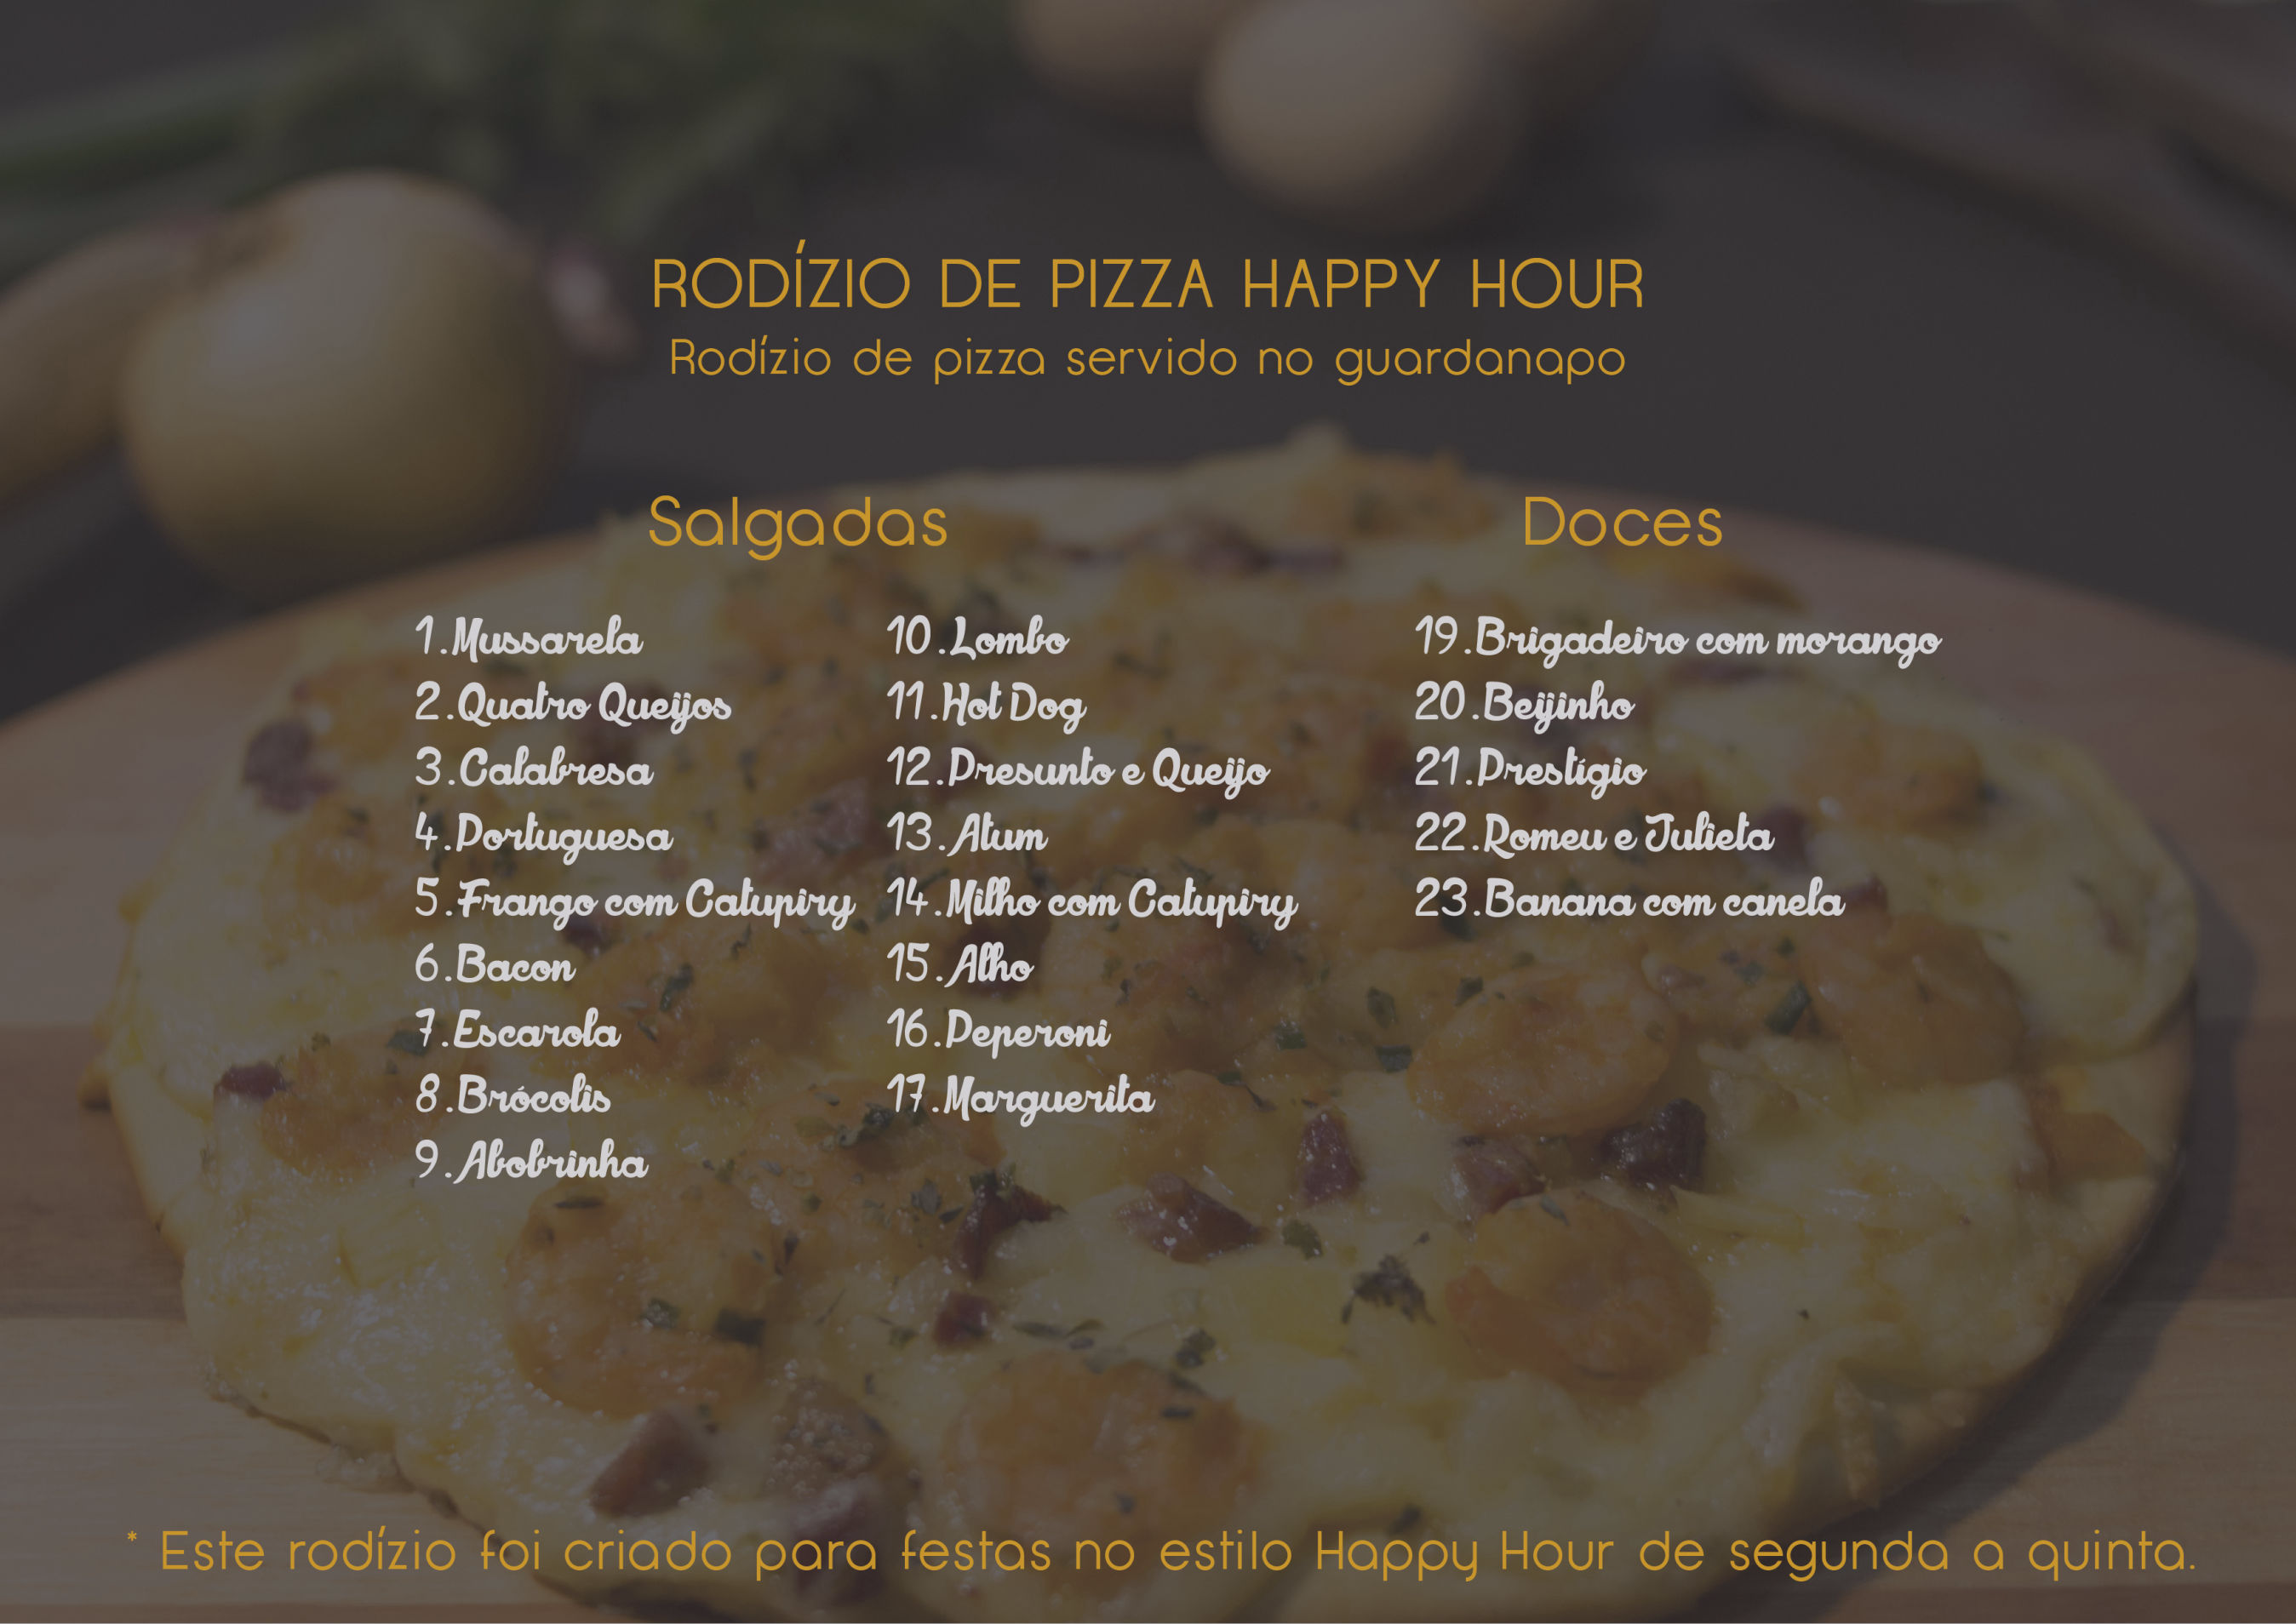 RODÍZIO DE PIZZA HAPPY HOUR
Rodízio de pizza servido no guardanapo
Salgadas
1.Mussarela
2.Quatro Queijos
3.Calabresa
4.Portuguesa
5.Frango com Catupiry
6.Bacon
7.Escarola
8.Brócolis
9.Abobrinha
10.Lombo
11.Hot Dog
12.Presunto e Queijo
13.Atum
14.Milho com Catupiry
15.Alho
16.Peperoni
17.Marguerita
Doces
19.Brigadeiro com morango
20.Beijinho
21.Prestígio
22.Romeu e Julieta
23.Banana com canela
* Este rodízio foi criado para festas no estilo Happy Hour de segunda a quinta.